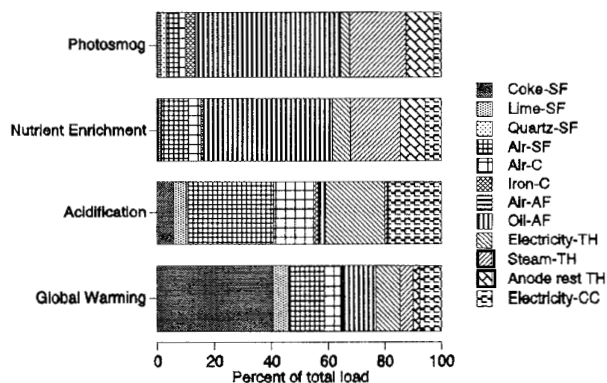 Photosmog
Nutrient Enrichment
Acidification
Global Warming
0 20 40 60 80 100
Percent of total load
Coke-SF
Lime-SF
Quartz-SF
Air-SF
Air-C
Iron-C
Air-AF
Oil-AF
Electricity-TH
Steam-TH
Anode rest TH
Electricity-CC